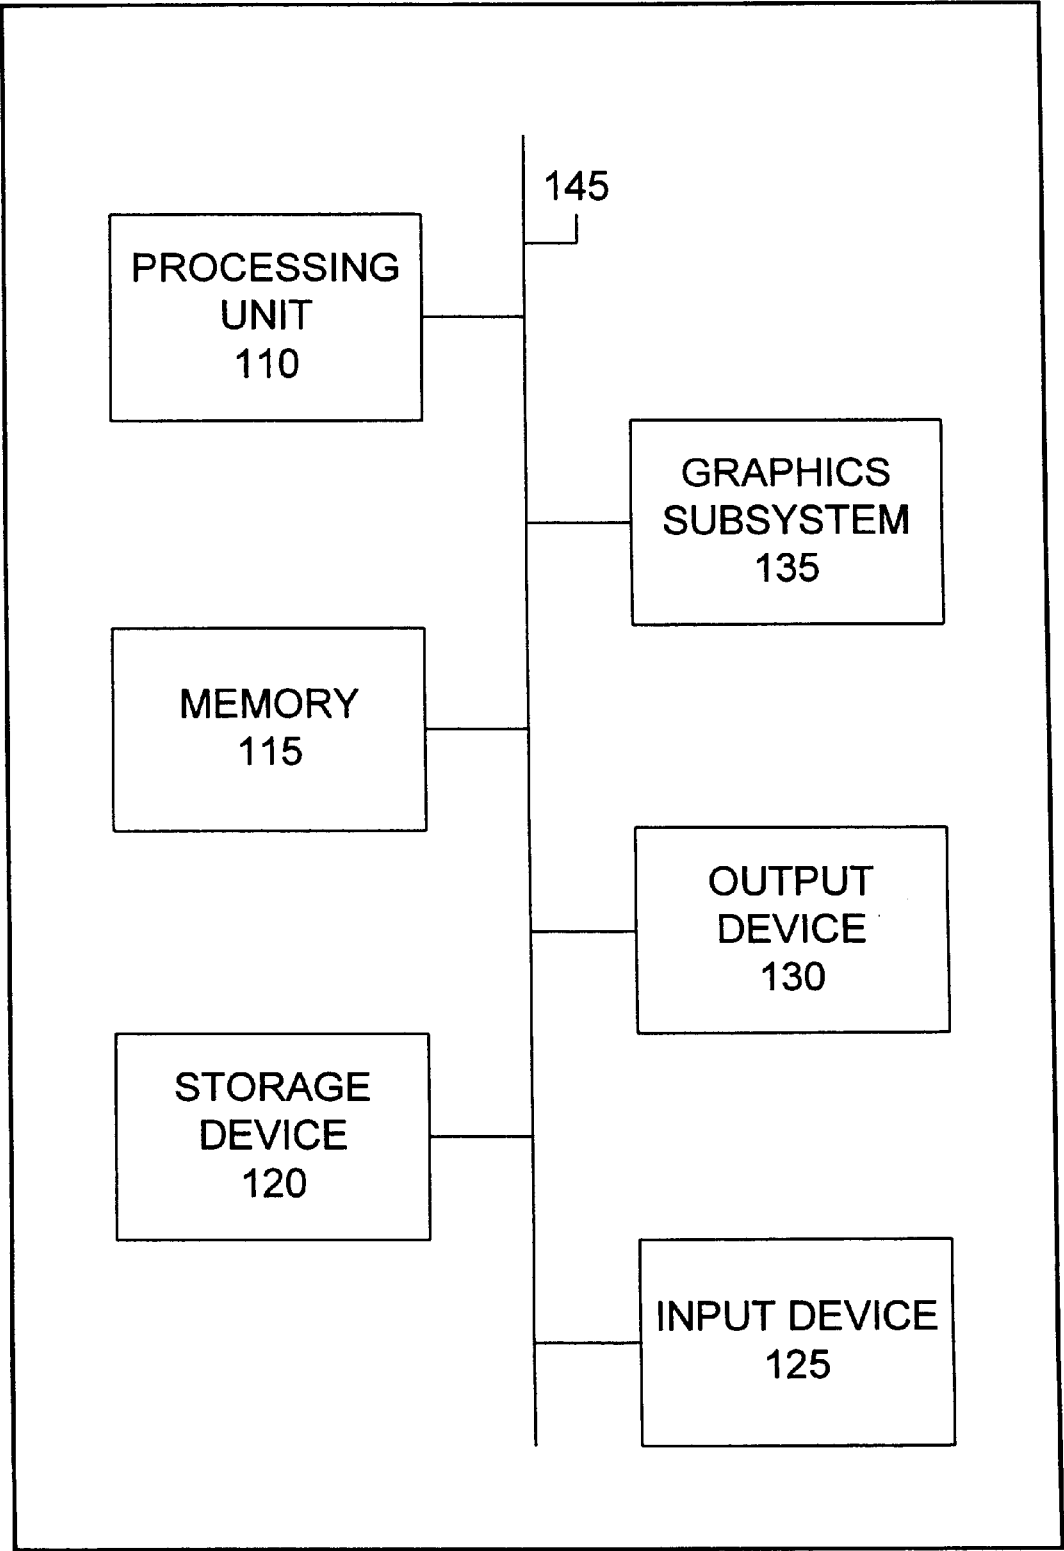 145
PROCESSING
UNIT
110
GRAPHICS
SUBSYSTEM
135
MEMORY
115
OUTPUT
DEVICE
130
STORAGE
DEVICE
120
INPUT DEVICE
125